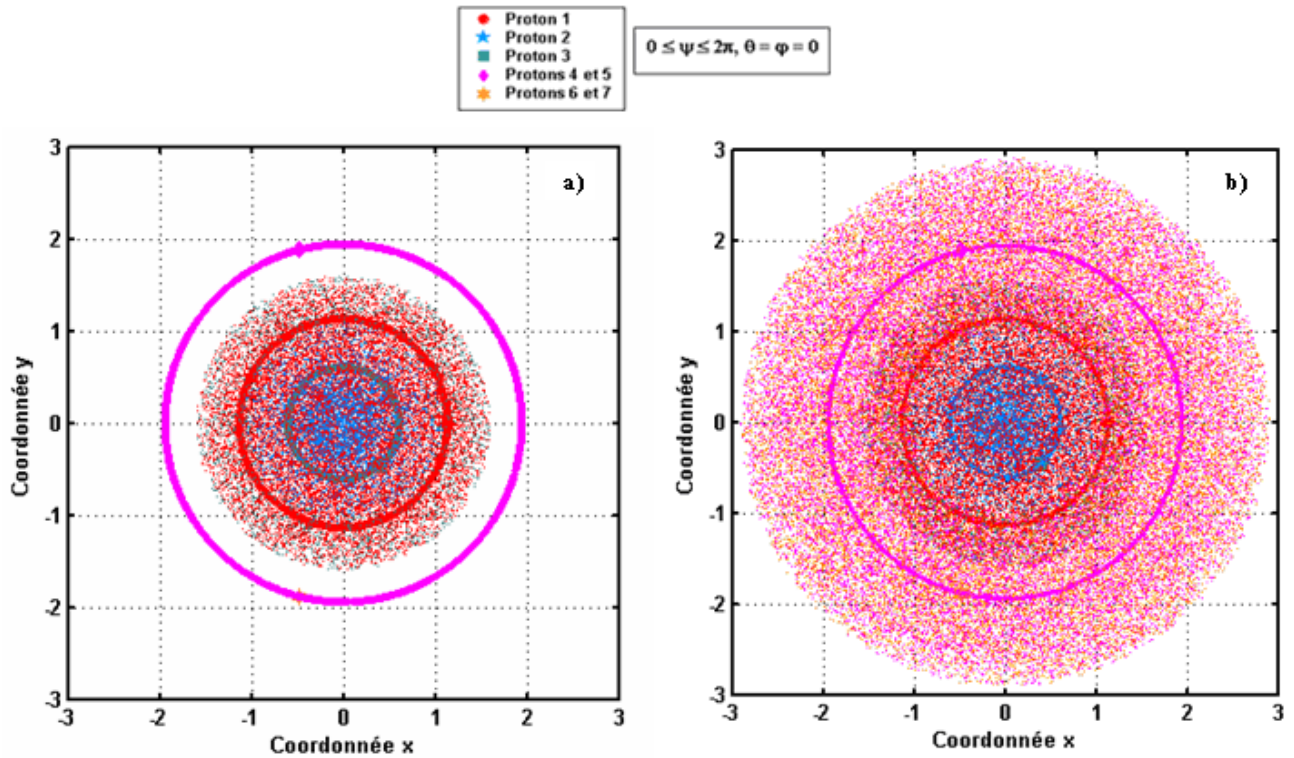 Proton 1
Proton 2
Proton 3
Protons 4 et 5
Protons 6 et 7
0 ≤ ψ ≤ 2π, θ = φ = 0
a)
3
2
1
0
-1
-2
-3
Coordonnée y
-3 -2 -1 0 1 2 3
Coordonnée x
b)
3
2
1
0
-1
-2
-3
Coordonnée y
-3 -2 -1 0 1 2 3
Coordonnée x